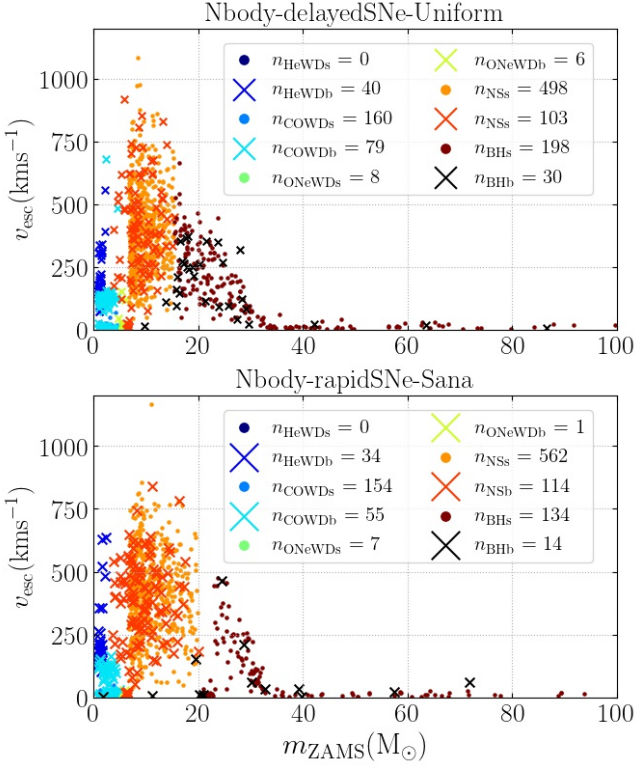 Nbody-delayedSNe-Uniform
1000
750
500
250
0
v_esc(kms^−1)
n_HeWDs = 0
n_HeWDb = 40
n_COWDs = 160
n_COWDb = 79
n_ONeWDs = 8
n_ONeWDb = 6
n_NSs = 498
n_NSs = 103
n_BHs = 198
n_BHb = 30
0 20 40 60 80 100
Nbody-rapidSNe-Sana
1000
750
500
250
0
v_esc(kms^−1)
n_HeWDs = 0
n_HeWDb = 34
n_COWDs = 154
n_COWDb = 55
n_ONeWDs = 7
n_ONeWDb = 1
n_NSs = 562
n_NSb = 114
n_BHs = 134
n_BHb = 14
0 20 40 60 80 100
m_ZAMS(M_⊙)